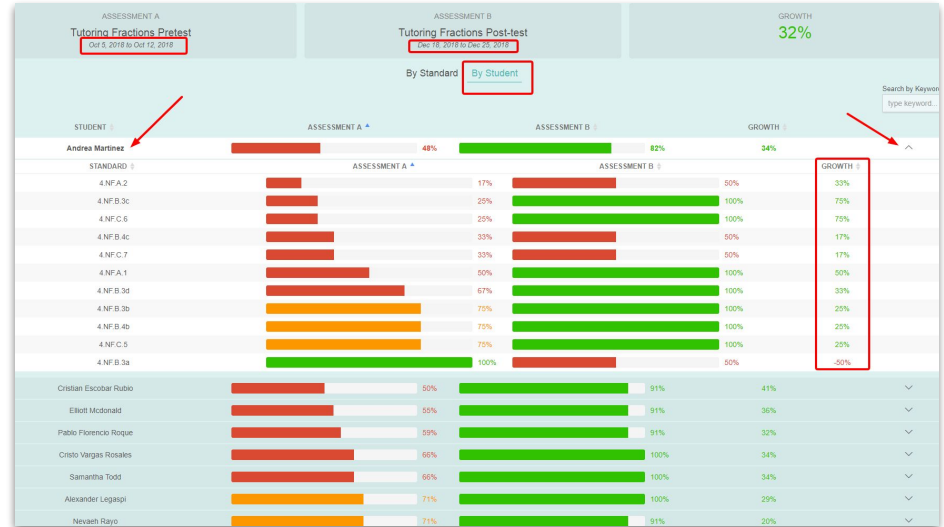 ASSESSMENT A ASSESSMENT B GROWTH
Tutoring Fractions Pretest Tutoring Fractions Post-test 32%
Oct 5, 2018 to Oct 12, 2018 Dec 18, 2018 to Dec 25, 2018
By Standard By Student
Search by Keywor
type keyword...
STUDENT ASSESSMENT A ASSESSMENT B GROWTH
Andrea Martinez 48% 82% 34%
STANDARD ASSESSMENT A ASSESSMENT B GROWTH
4.NF.A.2 17% 50% 33%
4.NF.B.3c 25% 100% 75%
4.NF.C.6 25% 100% 75%
4.NF.B.4c 33% 50% 17%
4.NF.C.7 33% 50% 17%
4.NF.A.1 50% 100% 50%
4.NF.B.3d 67% 100% 33%
4.NF.B.3b 75% 100% 25%
4.NF.B.4b 75% 100% 25%
4.NF.C.5 75% 100% 25%
4.NF.B.3a 100% 50% -50%
Cristian Escobar Rubio 50% 91% 41%
Elliott Mcdonald 55% 91% 36%
Pablo Florencio Roque 59% 91% 32%
Cristo Vargas Rosales 66% 100% 34%
Samantha Todd 66% 100% 34%
Alexander Legaspi 71% 100% 29%
Nevaeh Rayo 71% 91% 20%